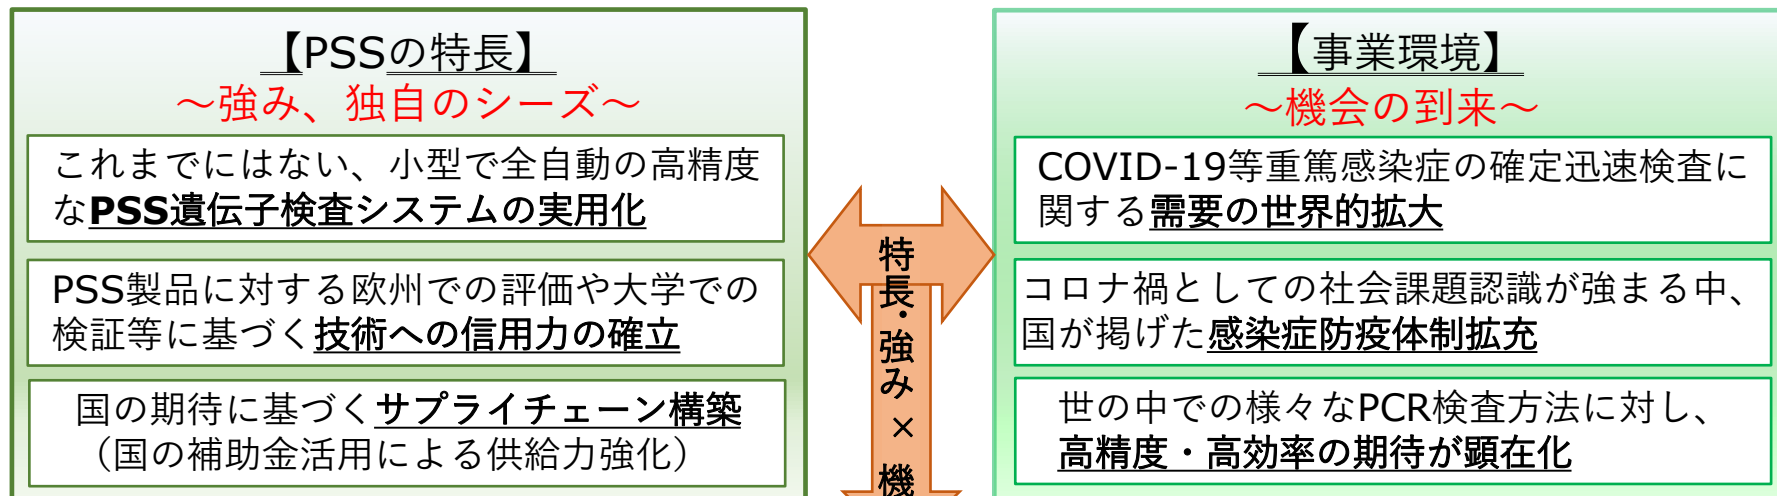 【PSSの特長】
～強み、独自のシーズ～
これまでにはない、小型で全自動の高精度
なPSS遺伝子検査システムの実用化
PSS製品に対する欧州での評価や大学での
検証等に基づく技術への信用力の確立
国の期待に基づくサプライチェーン構築
（国の補助金活用による供給力強化）
特長・強み×機
【事業環境】
～機会の到来～
COVID-19等重篤感染症の確定迅速検査に
関する需要の世界的拡大
コロナ禍としての社会課題認識が強まる中、
国が掲げた感染症防疫体制拡充
世の中での様々なPCR検査方法に対し、
高精度・高効率の期待が顕在化